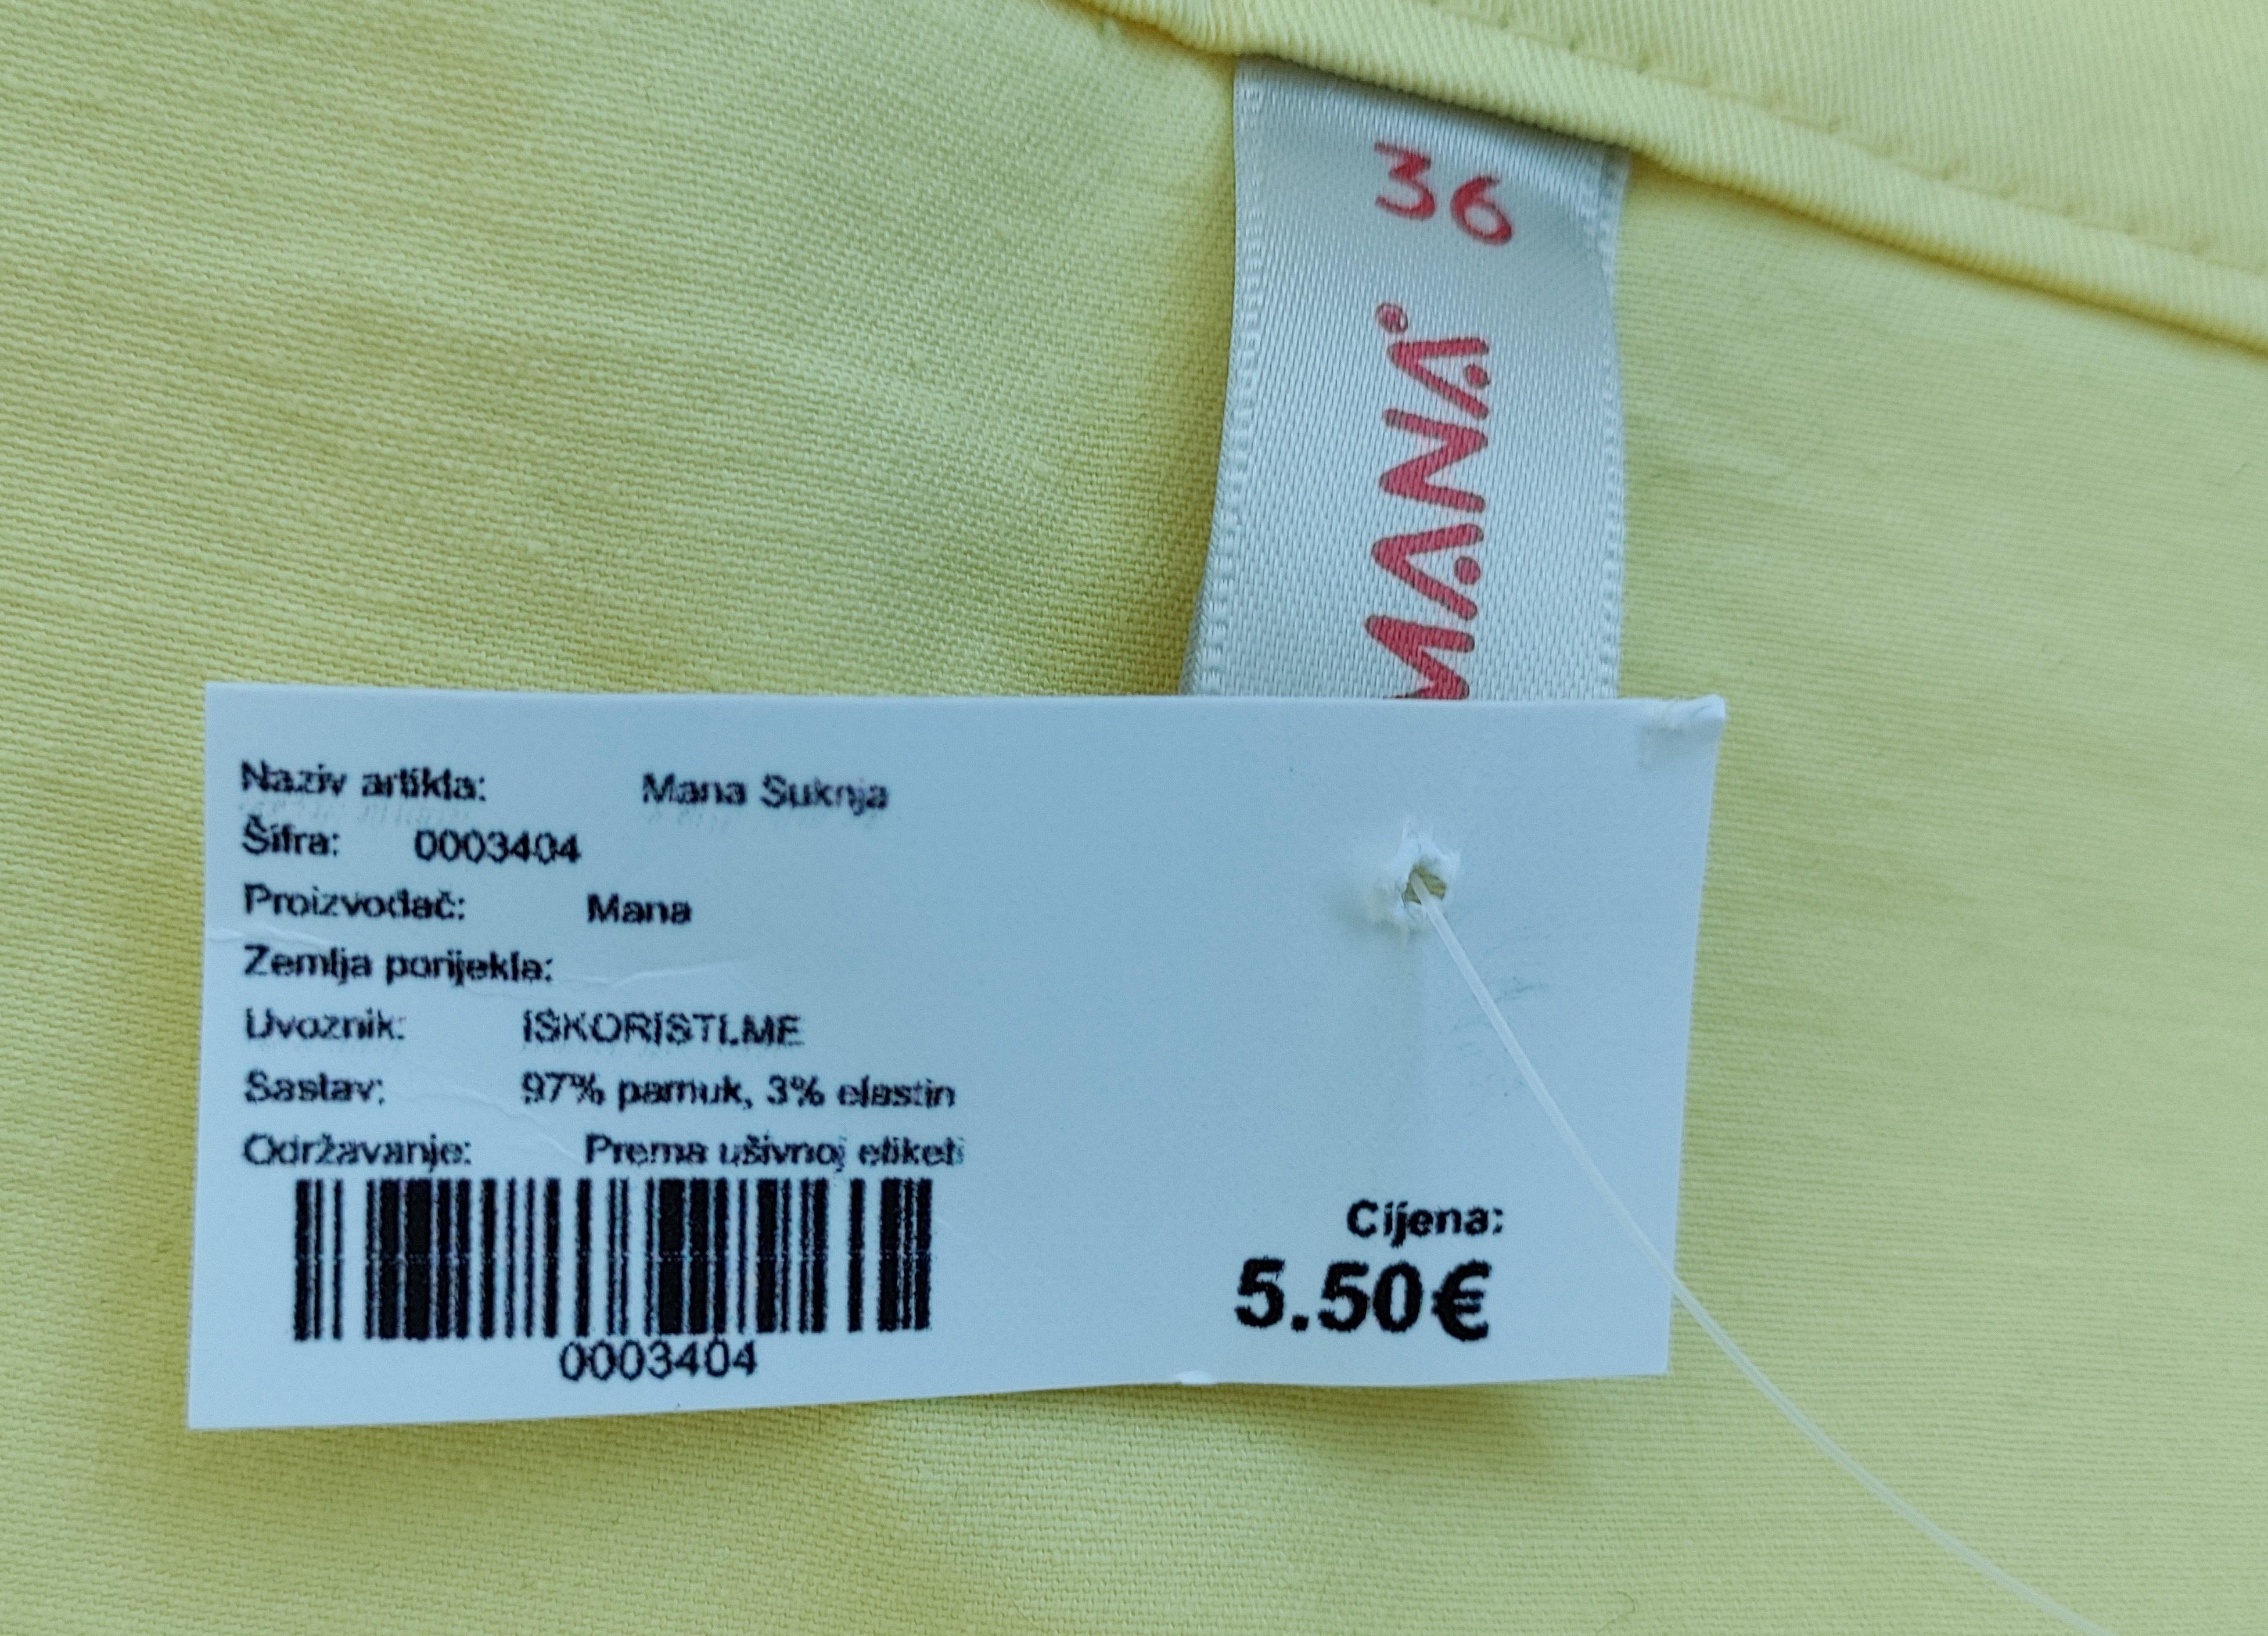 36
MANA®
Naziv artikla: Mana Suknja
Šifra: 0003404
Proizvođač: Mana
Zemlja porijekla:
Uvoznik: ISKORISTI.ME
Sastav: 97% pamuk, 3% elastin
Održavanje: Prema ušivnoj etiketi
0003404
Cijena:
5.50€